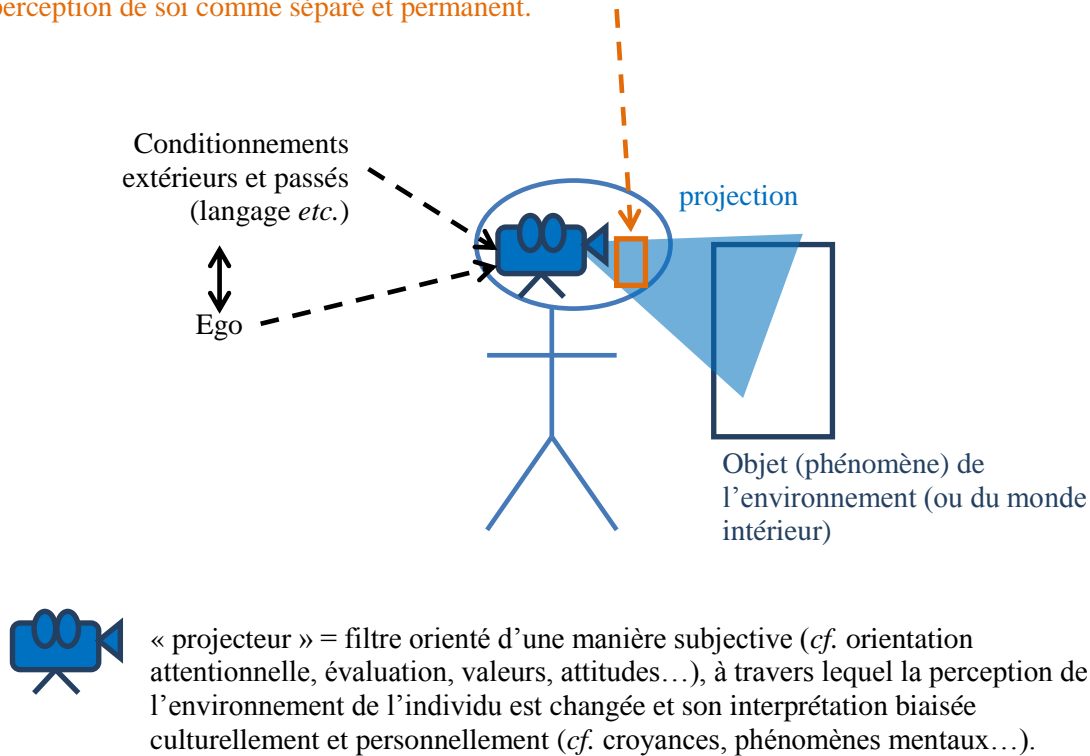 perception de soi comme séparé et permanent.
Conditionnements
extérieurs et passés
(langage etc.)
projection
Ego
Objet (phénomène) de
l’environnement (ou du monde
intérieur)
« projecteur » = filtre orienté d’une manière subjective (cf. orientation
attentionnelle, évaluation, valeurs, attitudes…), à travers lequel la perception de
l’environnement de l’individu est changée et son interprétation biaisée
culturellement et personnellement (cf. croyances, phénomènes mentaux…).